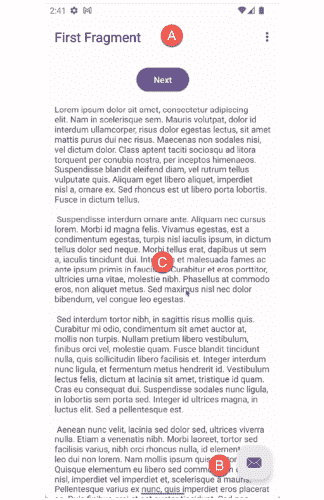 2:41
First Fragment
A
Next
Lorem ipsum dolor sit amet, consectetur adipiscing
elit. Nam in scelerisque sem. Mauris volutpat, dolor id
interdum ullamcorper, risus dolor egestas lectus, sit amet
mattis purus dui nec risus. Maecenas non sodales nisi,
vel dictum dolor. Class aptent taciti sociosqu ad litora
torquent per conubia nostra, per inceptos himenaeos.
Suspendisse blandit eleifend diam, vel rutrum tellus
vulputate quis. Aliquam eget libero aliquet, imperdiet
nisl a, ornare ex. Sed rhoncus est ut libero porta lobortis.
Fusce in dictum tellus.
Suspendisse interdum ornare ante. Aliquam nec cursus
lorem. Morbi id magna felis. Vivamus egestas, est a
condimentum egestas, turpis nisl iaculis ipsum, in dictum
tellus dolor sed neque. Morbi tellus erat, dapibus ut sem
a, iaculis tincidunt dui. et malesuada fames ac
ante ipsum primis in C Curabitur et eros porttitor,
ultricies urna vitae, molestie nibh. Phasellus at commodo
eros, non aliquet metus. Sed maximus nisl nec dolor
bibendum, vel congue leo egestas.
Sed interdum tortor nibh, in sagittis risus mollis quis.
Curabitur mi odio, condimentum sit amet auctor at,
mollis non turpis. Nullam pretium libero vestibulum,
finibus orci vel, molestie quam. Fusce blandit tincidunt
nulla, quis sollicitudin libero facilisis et. Integer interdum
nunc ligula, et fermentum metus hendrerit id. Vestibulum
lectus felis, dictum at lacinia sit amet, tristique id quam.
Cras eu consequat dui. Suspendisse sodales nunc ligula,
in lobortis sem porta sed. Integer id ultrices magna, in
luctus elit. Sed a pellentesque est.
Aenean nunc velit, lacinia sed dolor sed, ultrices viverra
nulla. Etiam a venenatis nibh. Morbi laoreet, tortor sed
facilisis varius, nibh orci rhoncus nulla, id
leo dui non lorem. Nam mollis ipsum quis
Quisque elementum eu libero sed B
nisl, imperdiet vel imperdiet et, scelerisque a
Pellentesque varius ex nunc, quis imperdiet eros placerat